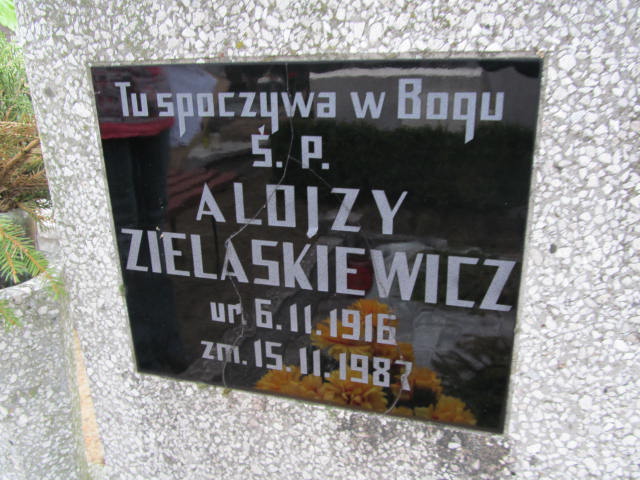 Tu spoczywa w Bogu
Ś. P.
ALOJZY
ZIELASKIEWICZ
ur. 6. 11. 1916
zm. 15. 11. 1987